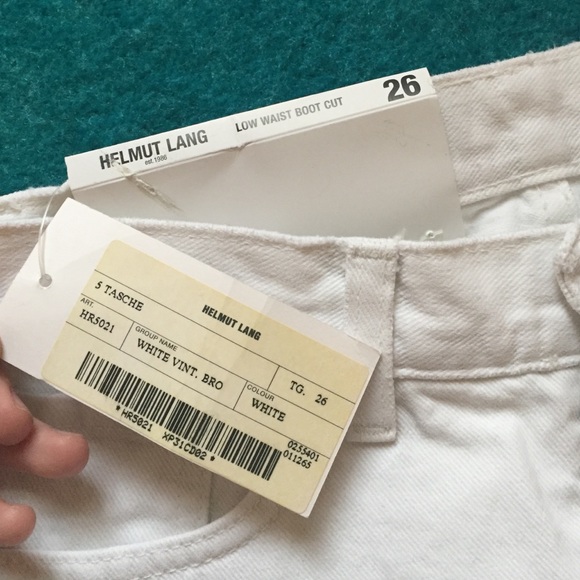 HELMUT LANG LOW WAIST BOOT CUT 26
est.1986
5 TASCHE HELMUT LANG
ART.
HR5021
GROUP NAME
WHITE VINT. BRO
TG. 26
COLOUR
WHITE
* HR5021 XP31CD02 *
0255401
011265